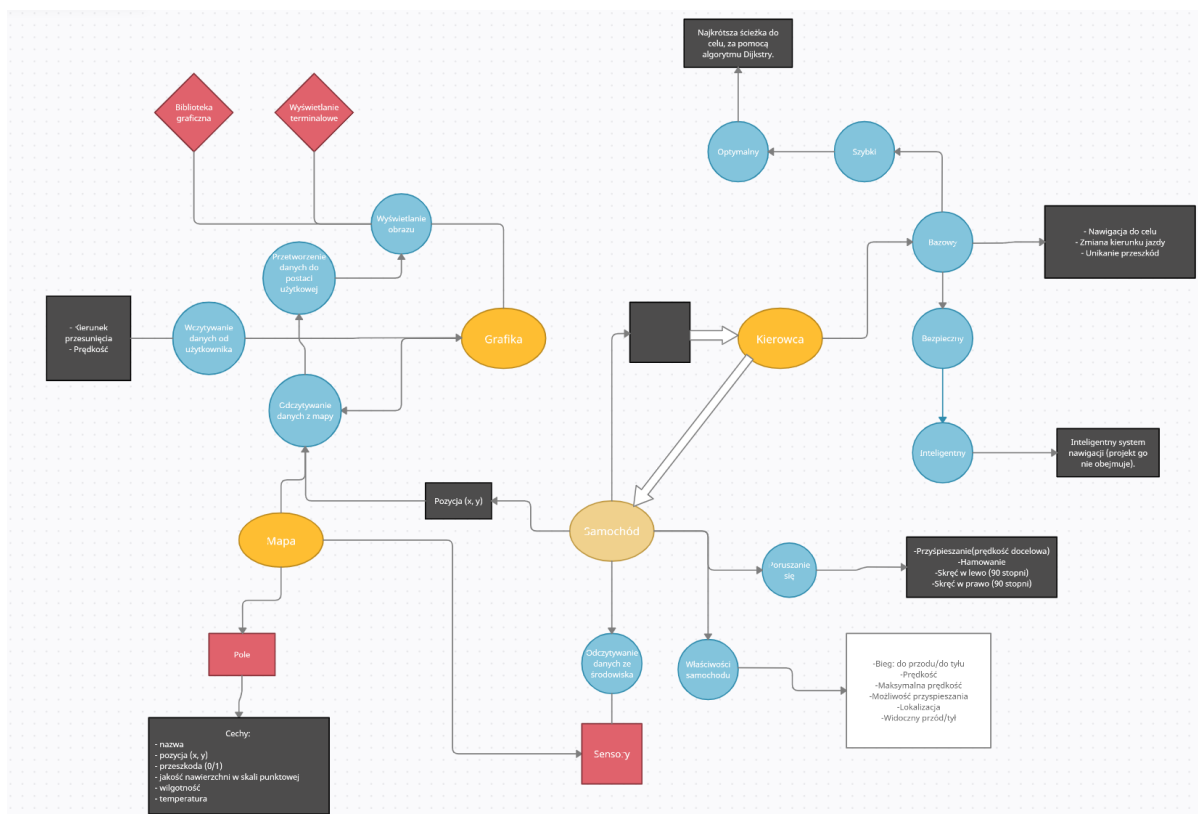 Najkrótsza ścieżka do
celu, za pomocą
algorytmu Dijkstry.
Biblioteka
graficzna
Wyświetlanie
terminalowe
Optymalny
Szybki
Wyświetlanie
obrazu
Bazowy
- Nawigacja do celu
- Zmiana kierunku jazdy
- Unikanie przeszkód
Przetworzenie
danych do
postaci
użytkowej
- Kierunek
przesunięcia
- Prędkość
Wczytywanie
danych od
użytkownika
Grafika
Kierowca
Bezpieczny
Odczytywanie
danych z mapy
Inteligentny
Inteligentny system
nawigacji (projekt go
nie obejmuje).
Pozycja (x, y)
Samochód
Mapa
Poruszanie
się
-Przyśpieszanie(prędkość docelowa)
-Hamowanie
-Skręć w lewo (90 stopni)
-Skręć w prawo (90 stopni)
Pole
Odczytywanie
danych ze
środowiska
Właściwości
samochodu
-Bieg: do przodu/do tyłu
-Prędkość
-Maksymalna prędkość
-Możliwość przyspieszania
-Lokalizacja
-Widoczny przód/tył
Cechy:
- nazwa
- pozycja (x, y)
- przeszkoda (0/1)
- jakość nawierzchni w skali punktowej
- wilgotność
- temperatura
Sensory